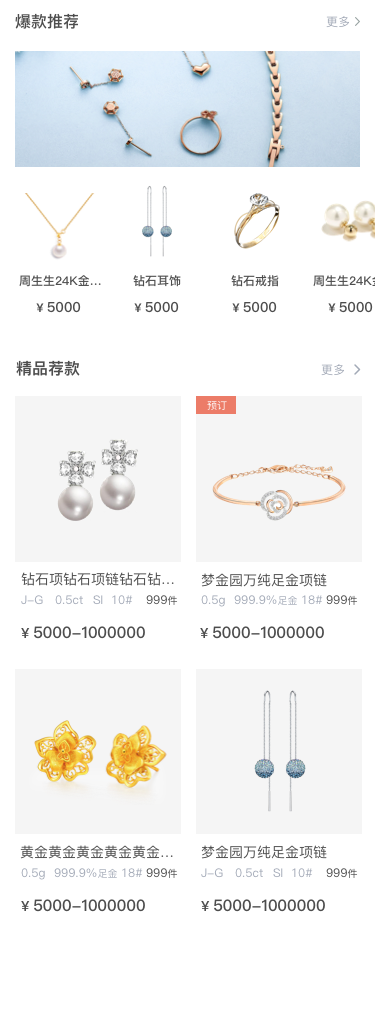 爆款推荐 更多
周生生24K金... 钻石耳饰 钻石戒指 周生生24K
¥ 5000 ¥ 5000 ¥ 5000 ¥ 5000
精品荐款 更多
预订
钻石项钻石项链钻石钻... 梦金园万纯足金项链
J-G 0.5ct SI 10# 999件 0.5g 999.9%足金 18# 999件
¥ 5000-1000000 ¥ 5000-1000000
黄金黄金黄金黄金黄金... 梦金园万纯足金项链
0.5g 999.9%足金 18# 999件 J-G 0.5ct SI 10# 999件
¥ 5000-1000000 ¥ 5000-1000000